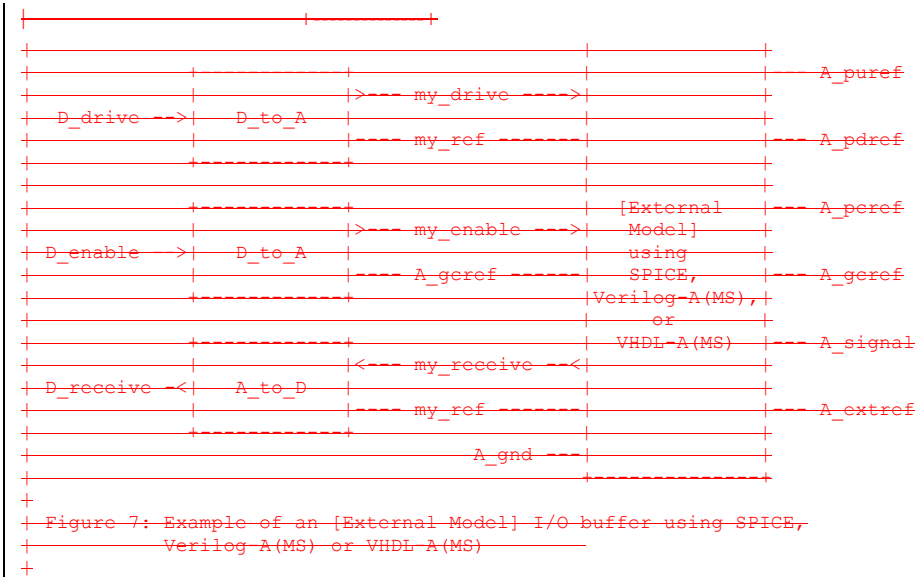 |                              +-------------+
|                                               |              |
|              +------------+                   |              |--- A_puref
|              |            |>--- my_drive ---->|              |
|  D_drive -->|   D_to_A   |                   |              |
|              |            |---- my_ref -------|              |--- A_pdref
|              +------------+                   |              |
|                                               |              |
|              +------------+                   |  [External   |--- A_pcref
|              |            |>--- my_enable --->|   Model]     |
| D_enable -->|   D_to_A   |                   |   using      |
|              |            |---- A_gcref ------|   SPICE,     |--- A_gcref
|              +------------+                   |Verilog-A(MS),|
|                                               |     or       |
|              +------------+                   |  VHDL-A(MS)  |--- A_signal
|              |            |<--- my_receive --<|              |
| D_receive -<|   A_to_D   |                   |              |
|              |            |---- my_ref -------|              |--- A_extref
|              +------------+                   |              |
|                                     A_gnd ---|              |
|                                               +--------------+
|
| Figure 7: Example of an [External Model] I/O buffer using SPICE,
|           Verilog-A(MS) or VHDL-A(MS)
|